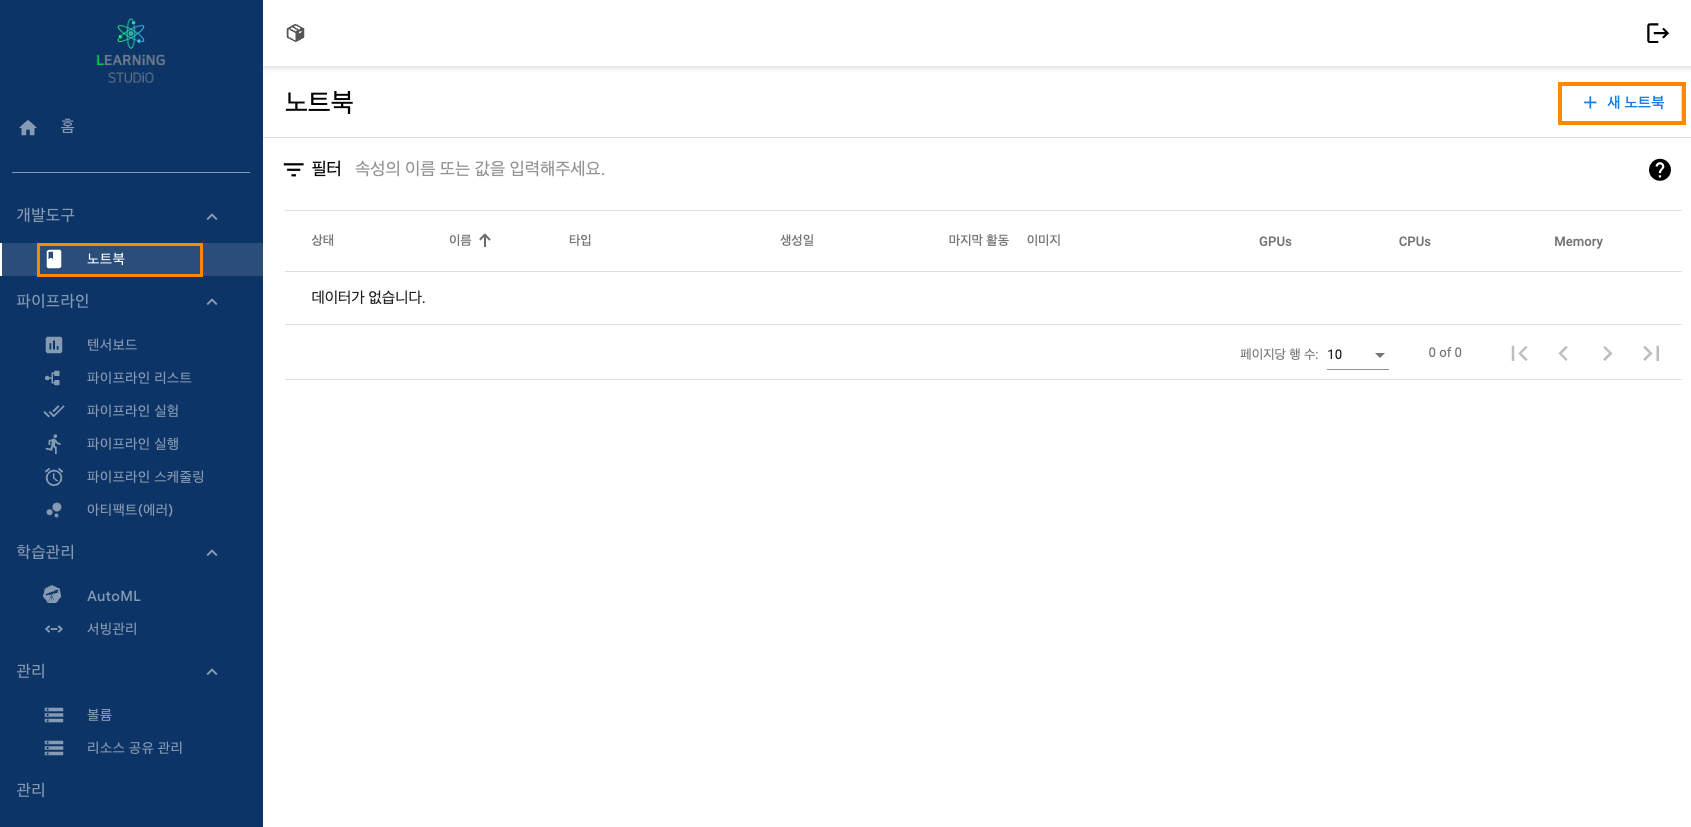 LEARNiNG
STUDiO
홈
개발도구
노트북
파이프라인
텐서보드
파이프라인 리스트
파이프라인 실험
파이프라인 실행
파이프라인 스케줄링
아티팩트(에러)
학습관리
AutoML
서빙관리
관리
볼륨
리소스 공유 관리
관리
노트북
새 노트북
필터 속성의 이름 또는 값을 입력해주세요.
상태 이름 타입 생성일 마지막 활동 이미지 GPUs CPUs Memory
데이터가 없습니다.
페이지당 행 수: 10 0 of 0